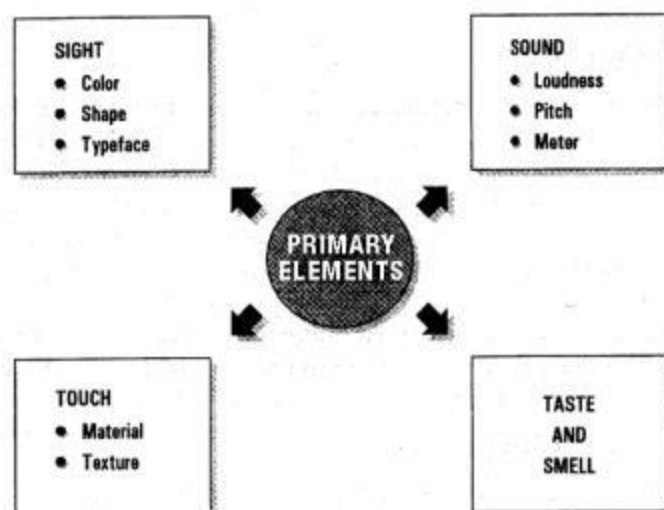 SIGHT
• Color
• Shape
• Typeface
SOUND
• Loudness
• Pitch
• Meter
PRIMARY
ELEMENTS
TOUCH
• Material
• Texture
TASTE
AND
SMELL